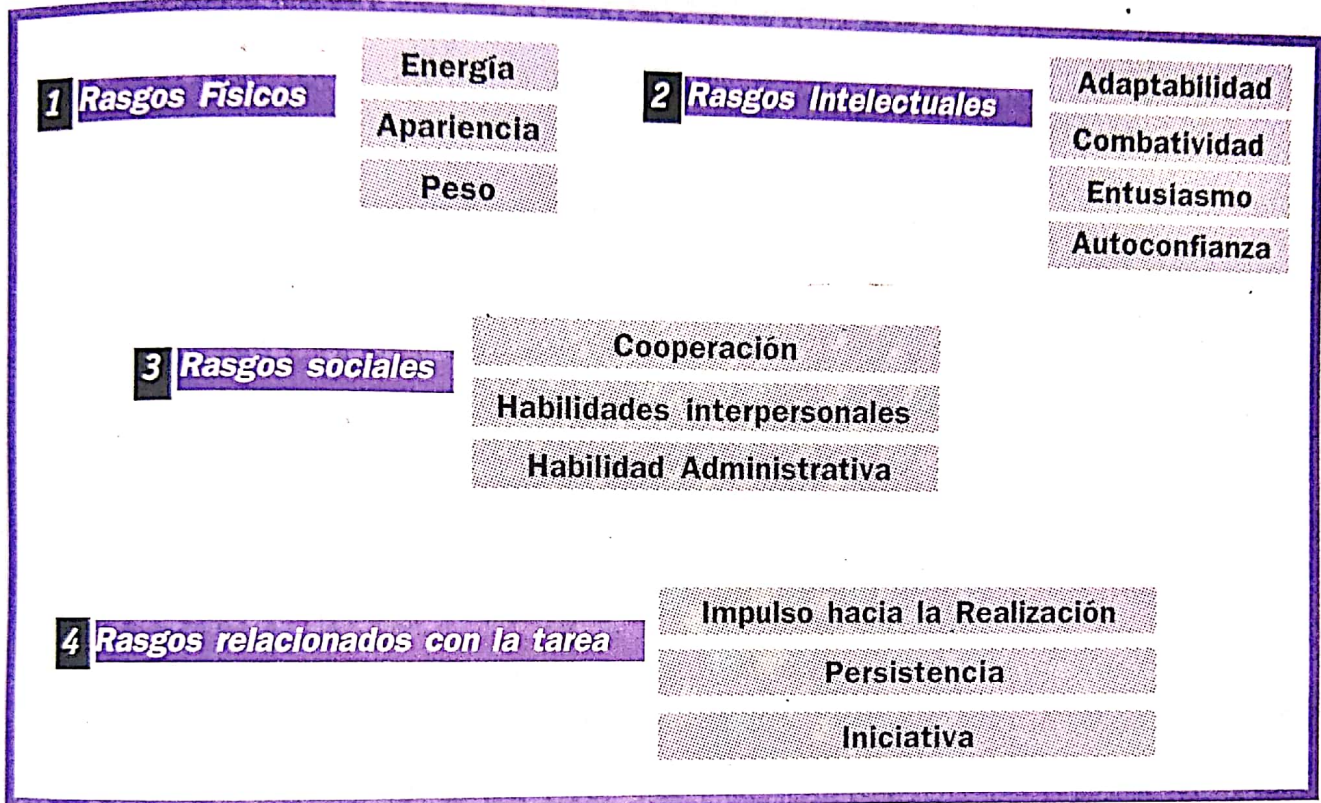 1 Rasgos Físicos
Energía
Apariencia
Peso
2 Rasgos Intelectuales
Adaptabilidad
Combatividad
Entusiasmo
Autoconfianza
3 Rasgos sociales
Cooperación
Habilidades interpersonales
Habilidad Administrativa
4 Rasgos relacionados con la tarea
Impulso hacia la Realización
Persistencia
Iniciativa